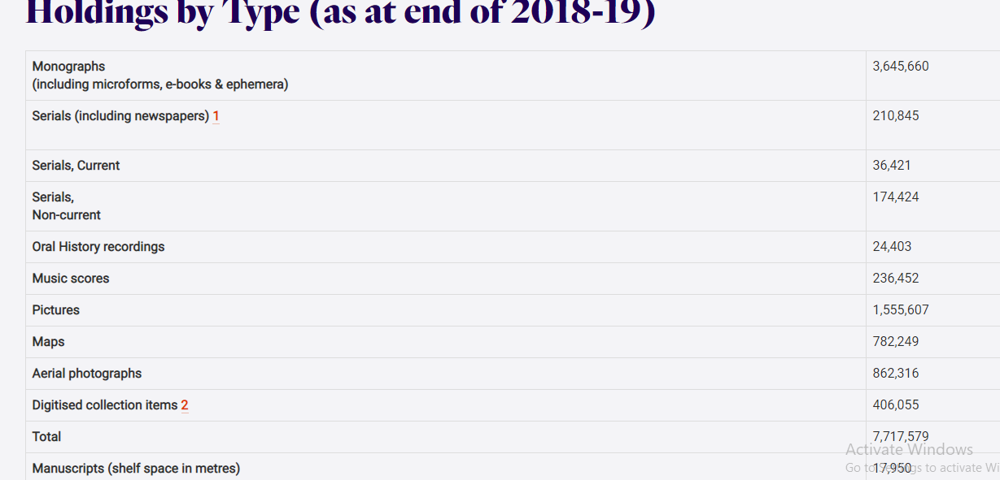 Holdings by Type (as at end of 2018-19)
Monographs
(including microforms, e-books & ephemera) 3,645,660
Serials (including newspapers) 1 210,845
Serials, Current 36,421
Serials,
Non-current 174,424
Oral History recordings 24,403
Music scores 236,452
Pictures 1,555,607
Maps 782,249
Aerial photographs 862,316
Digitised collection items 2 406,055
Total 7,717,579
Activate Windows
Manuscripts (shelf space in metres) 17,950
Go to Settings to activate Wi